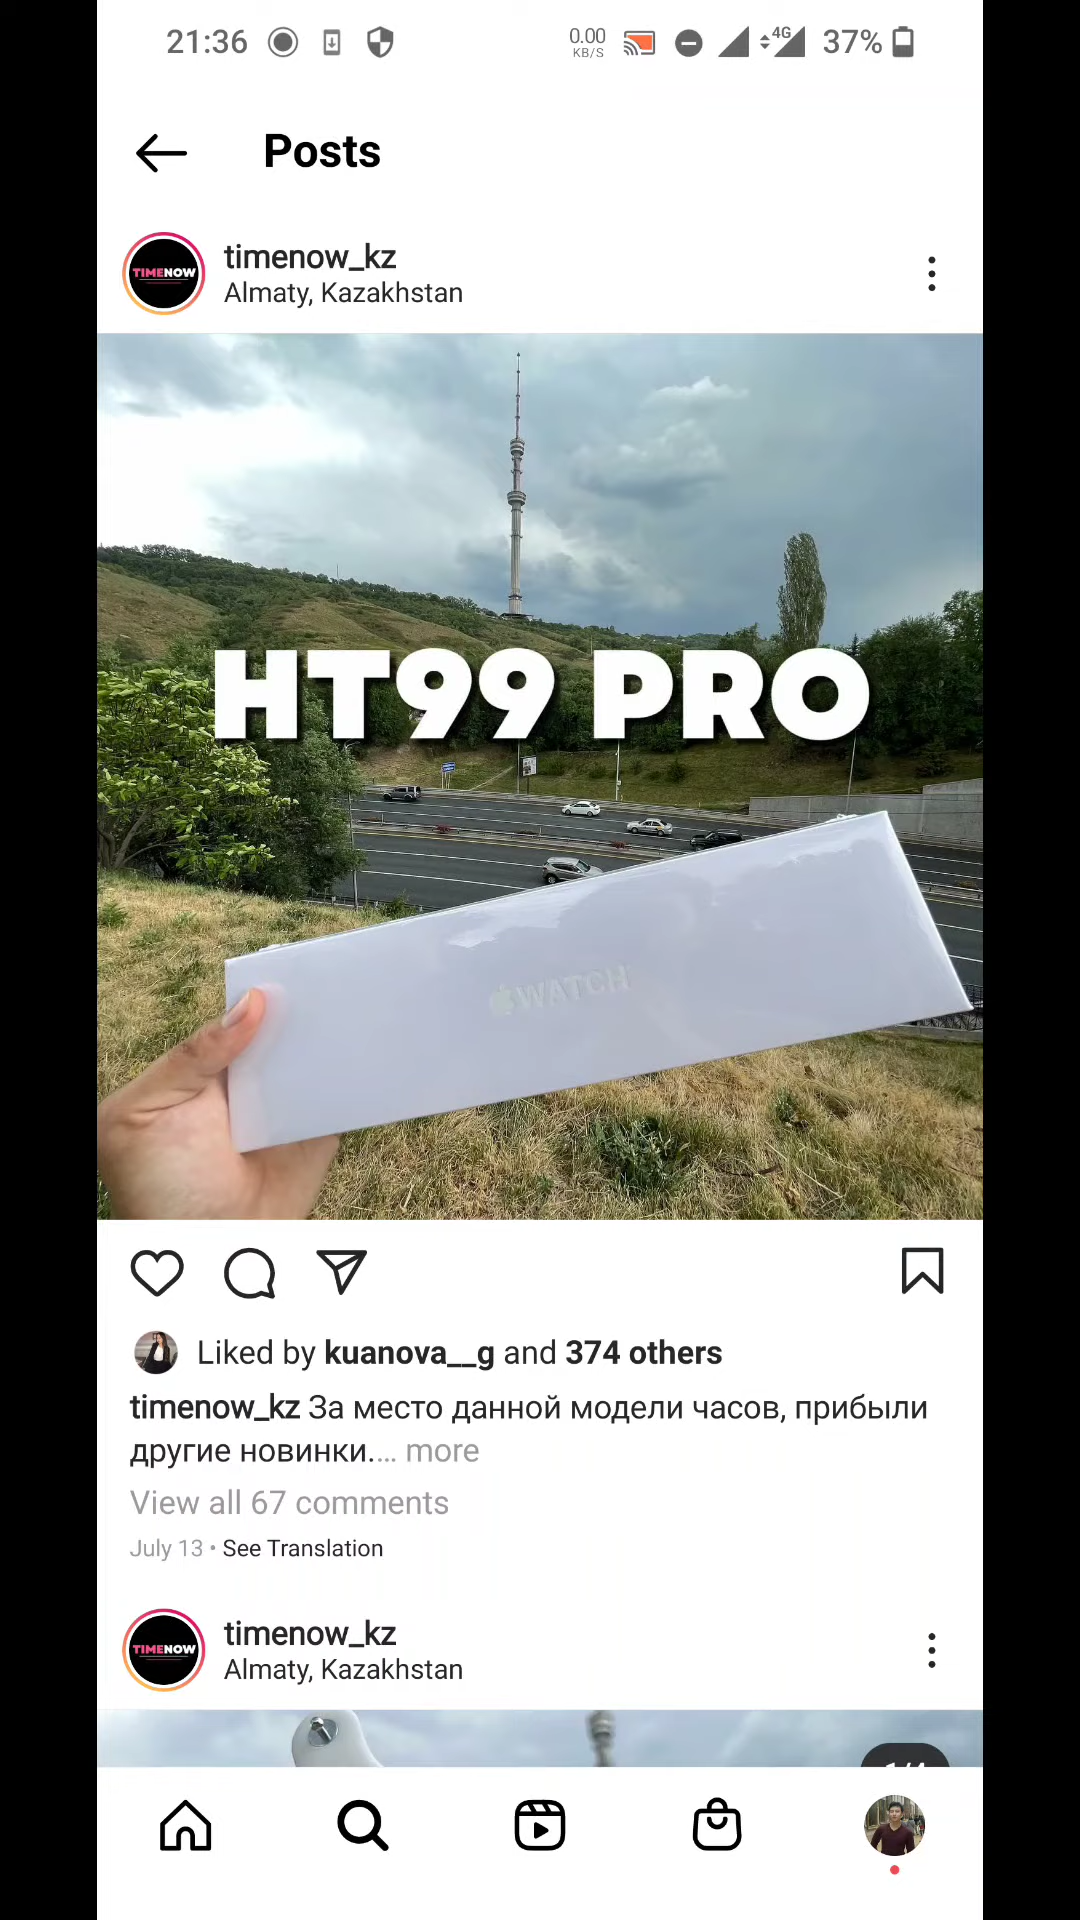 21:36
0.00
KB/S
4G
37%
Posts
TIMENOW
timenow_kz
Almaty, Kazakhstan
HT99 PRO
WATCH
Liked by kuanova__g and 374 others
timenow_kz За место данной модели часов, прибыли
другие новинки.... more
View all 67 comments
July 13 • See Translation
TIMENOW
timenow_kz
Almaty, Kazakhstan